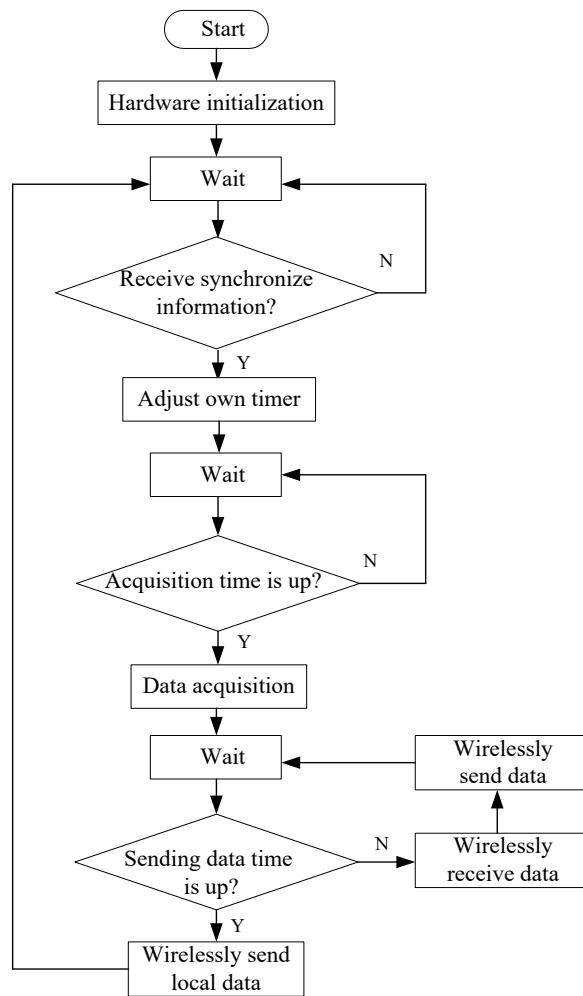 Start
Hardware initialization
Wait
N
Receive synchronize
information?
Y
Adjust own timer
Wait
N
Acquisition time is up?
Y
Data acquisition
Wait
Wirelessly
send data
N
Wirelessly
receive data
Sending data time
is up?
Y
Wirelessly send
local data